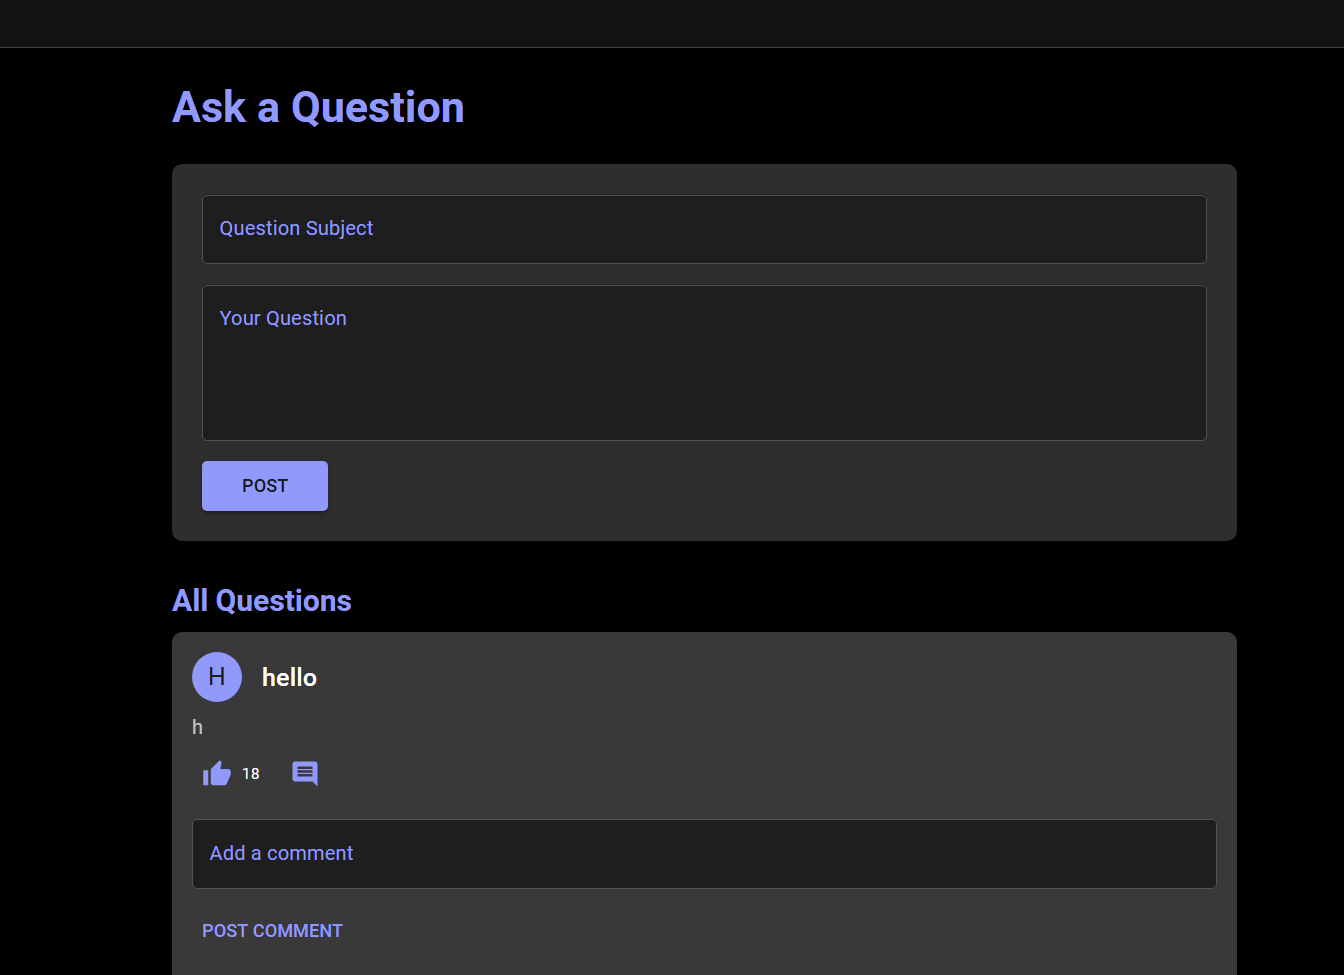 Ask a Question
Question Subject
Your Question
POST
All Questions
H hello
h
18
Add a comment
POST COMMENT